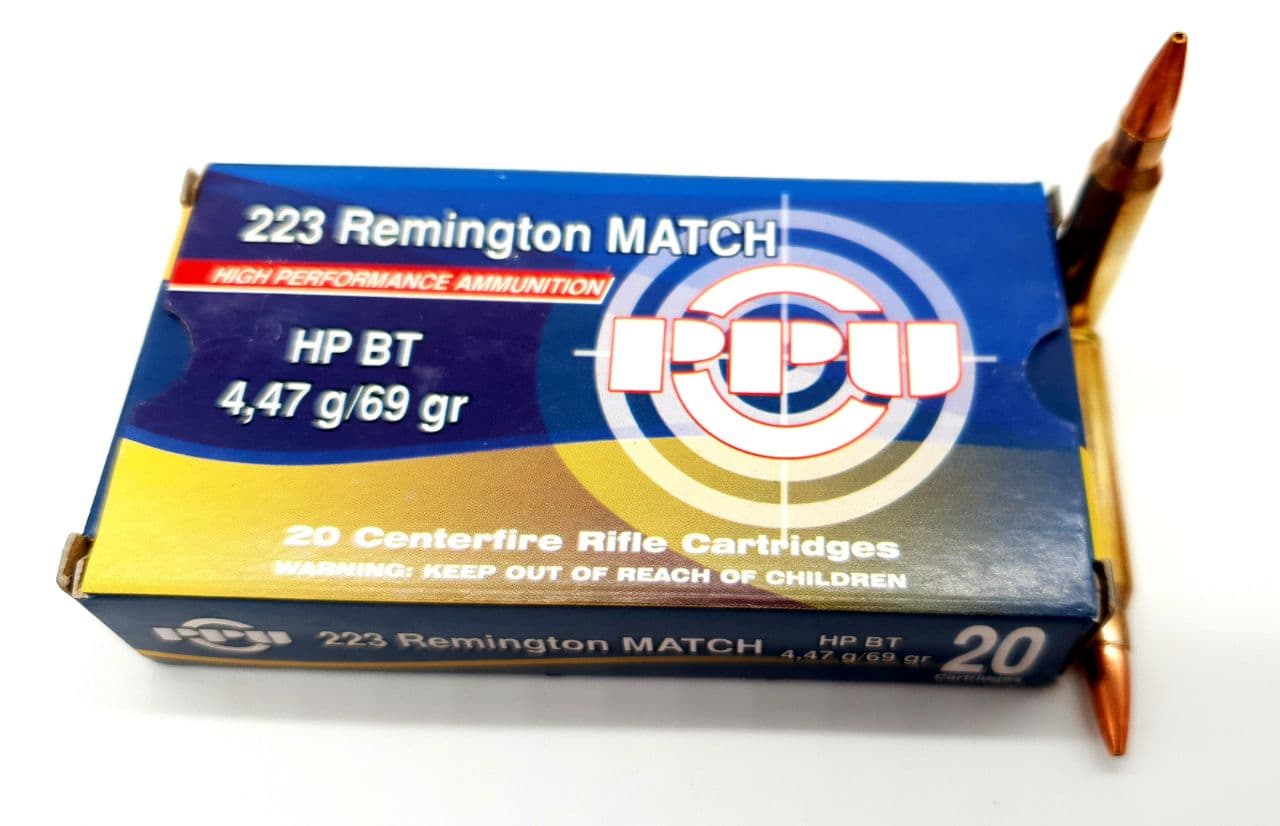 223 Remington MATCH
HIGH PERFORMANCE AMMUNITION
HP BT
4,47 g/69 gr
PPU
20 Centerfire Rifle Cartridges
WARNING: KEEP OUT OF REACH OF CHILDREN
PPU 223 Remington MATCH HP BT 20
4,47 g/69 gr Cartridges